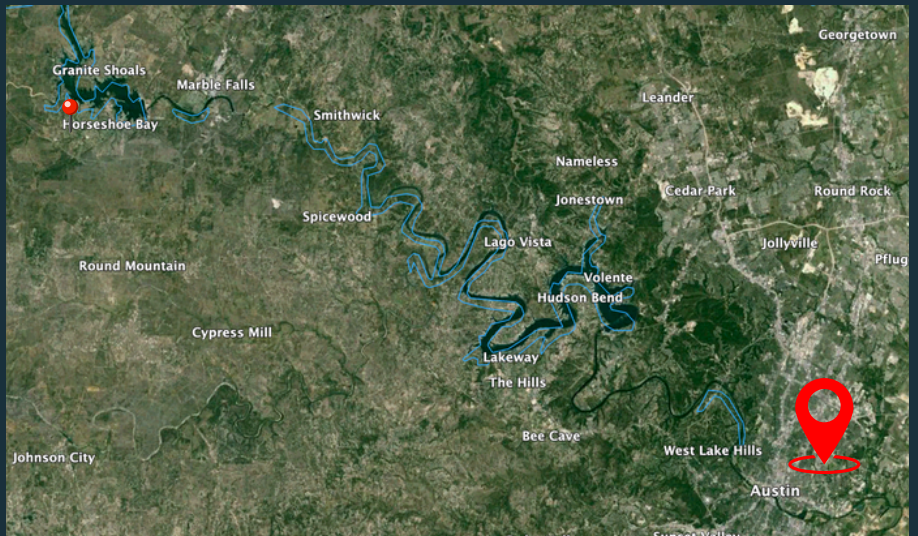 Georgetown
Granite Shoals
Marble Falls
Leander
Smithwick
Horseshoe Bay
Nameless
Cedar Park
Round Rock
Jonestown
Spicewood
Lago Vista
Jollyville
Pflug
Round Mountain
Volente
Hudson Bend
Cypress Mill
Lakeway
The Hills
Bee Cave
West Lake Hills
Johnson City
Austin
Sunset Valley